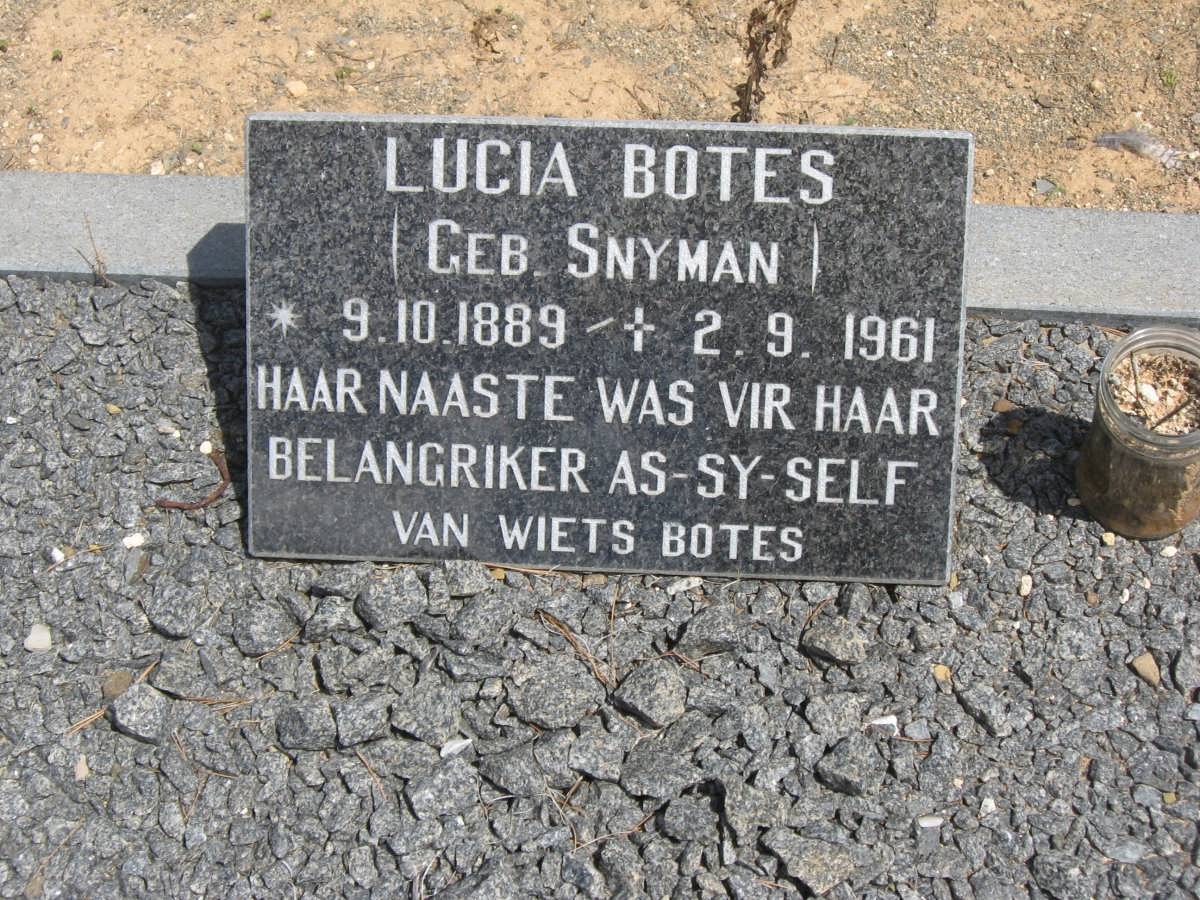 LUCIA BOTES
(GEB. SNYMAN)
* 9.10.1889 - † 2.9.1961
HAAR NAASTE WAS VIR HAAR
BELANGRIKER AS-SY-SELF
VAN WIETS BOTES